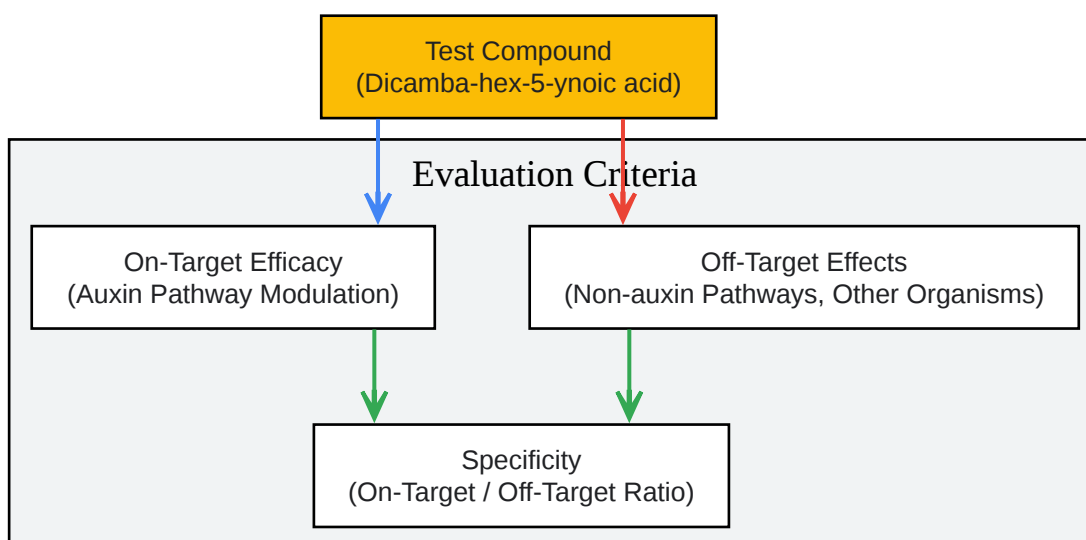 Test Compound
(Dicamba-hex-5-ynoic acid)
Evaluation Criteria
On-Target Efficacy
(Auxin Pathway Modulation)
Off-Target Effects
(Non-auxin Pathways, Other Organisms)
Specificity
(On-Target / Off-Target Ratio)